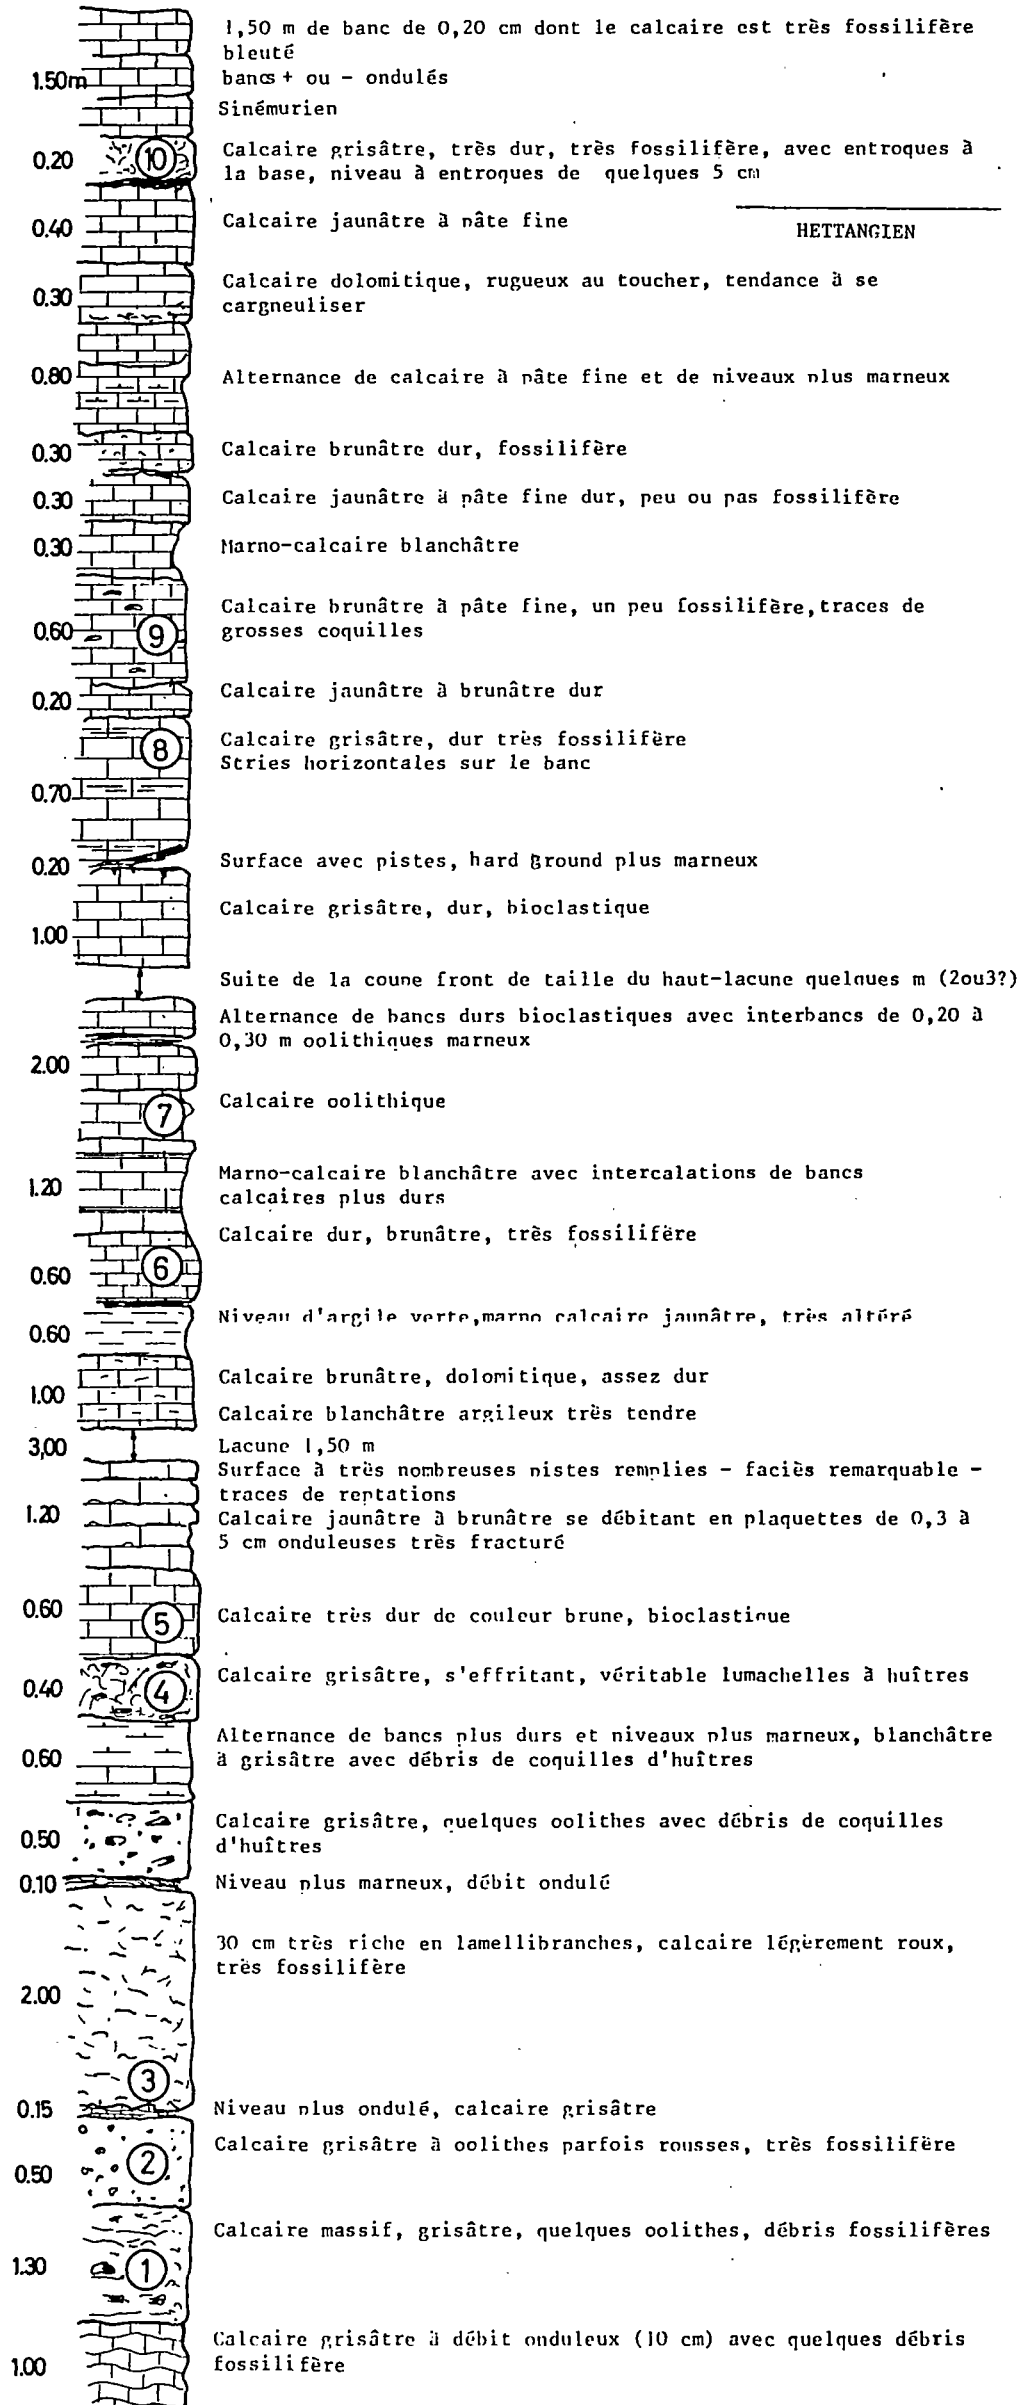 1,50 m de banc de 0,20 cm dont le calcaire est très fossilifère
bleuté
1.50m
bancs + ou - ondulés
Sinémurien
0.20
10
Calcaire grisâtre, très dur, très fossilifère, avec entroques à
la base, niveau à entroques de quelques 5 cm
0.40
Calcaire jaunâtre à pâte fine
HETTANGIEN
0.30
Calcaire dolomitique, rugueux au toucher, tendance à se
cargneuliser
0.80
Alternance de calcaire à pâte fine et de niveaux plus marneux
0.30
Calcaire brunâtre dur, fossilifère
0.30
Calcaire jaunâtre à pâte fine dur, peu ou pas fossilifère
0.30
Marno-calcaire blanchâtre
0.60
9
Calcaire brunâtre à pâte fine, un peu fossilifère, traces de
grosses coquilles
0.20
Calcaire jaunâtre à brunâtre dur
8
Calcaire grisâtre, dur très fossilifère
Stries horizontales sur le banc
0.70
0.20
Surface avec pistes, hard ground plus marneux
1.00
Calcaire grisâtre, dur, bioclastique
Suite de la coupe front de taille du haut-lacune quelques m (2ou3?)
Alternance de bancs durs bioclastiques avec interbancs de 0,20 à
0,30 m oolithiques marneux
2.00
7
Calcaire oolithique
1.20
Marno-calcaire blanchâtre avec intercalations de bancs
calcaires plus durs
Calcaire dur, brunâtre, très fossilifère
0.60
6
Niveau d'argile verte,marno calcaire jaunâtre, très altéré
0.60
Calcaire brunâtre, dolomitique, assez dur
1.00
Calcaire blanchâtre argileux très tendre
3,00
Lacune 1,50 m
Surface à très nombreuses pistes remplies - faciès remarquable -
traces de reptations
1.20
Calcaire jaunâtre à brunâtre se débitant en plaquettes de 0,3 à
5 cm onduleuses très fracturé
0.60
5
Calcaire très dur de couleur brune, bioclastique
0.40
4
Calcaire grisâtre, s'effritant, véritable lumachelles à huîtres
0.60
Alternance de bancs plus durs et niveaux plus marneux, blanchâtre
à grisâtre avec débris de coquilles d'huîtres
0.50
Calcaire grisâtre, quelques oolithes avec débris de coquilles
d'huîtres
0.10
Niveau plus marneux, débit ondulé
30 cm très riche en lamellibranches, calcaire légèrement roux,
très fossilifère
2.00
3
0.15
Niveau plus ondulé, calcaire grisâtre
0.50
2
Calcaire grisâtre à oolithes parfois rousses, très fossilifère
Calcaire massif, grisâtre, quelques oolithes, débris fossilifères
1.30
1
Calcaire grisâtre à débit onduleux (10 cm) avec quelques débris
fossilifère
1.00